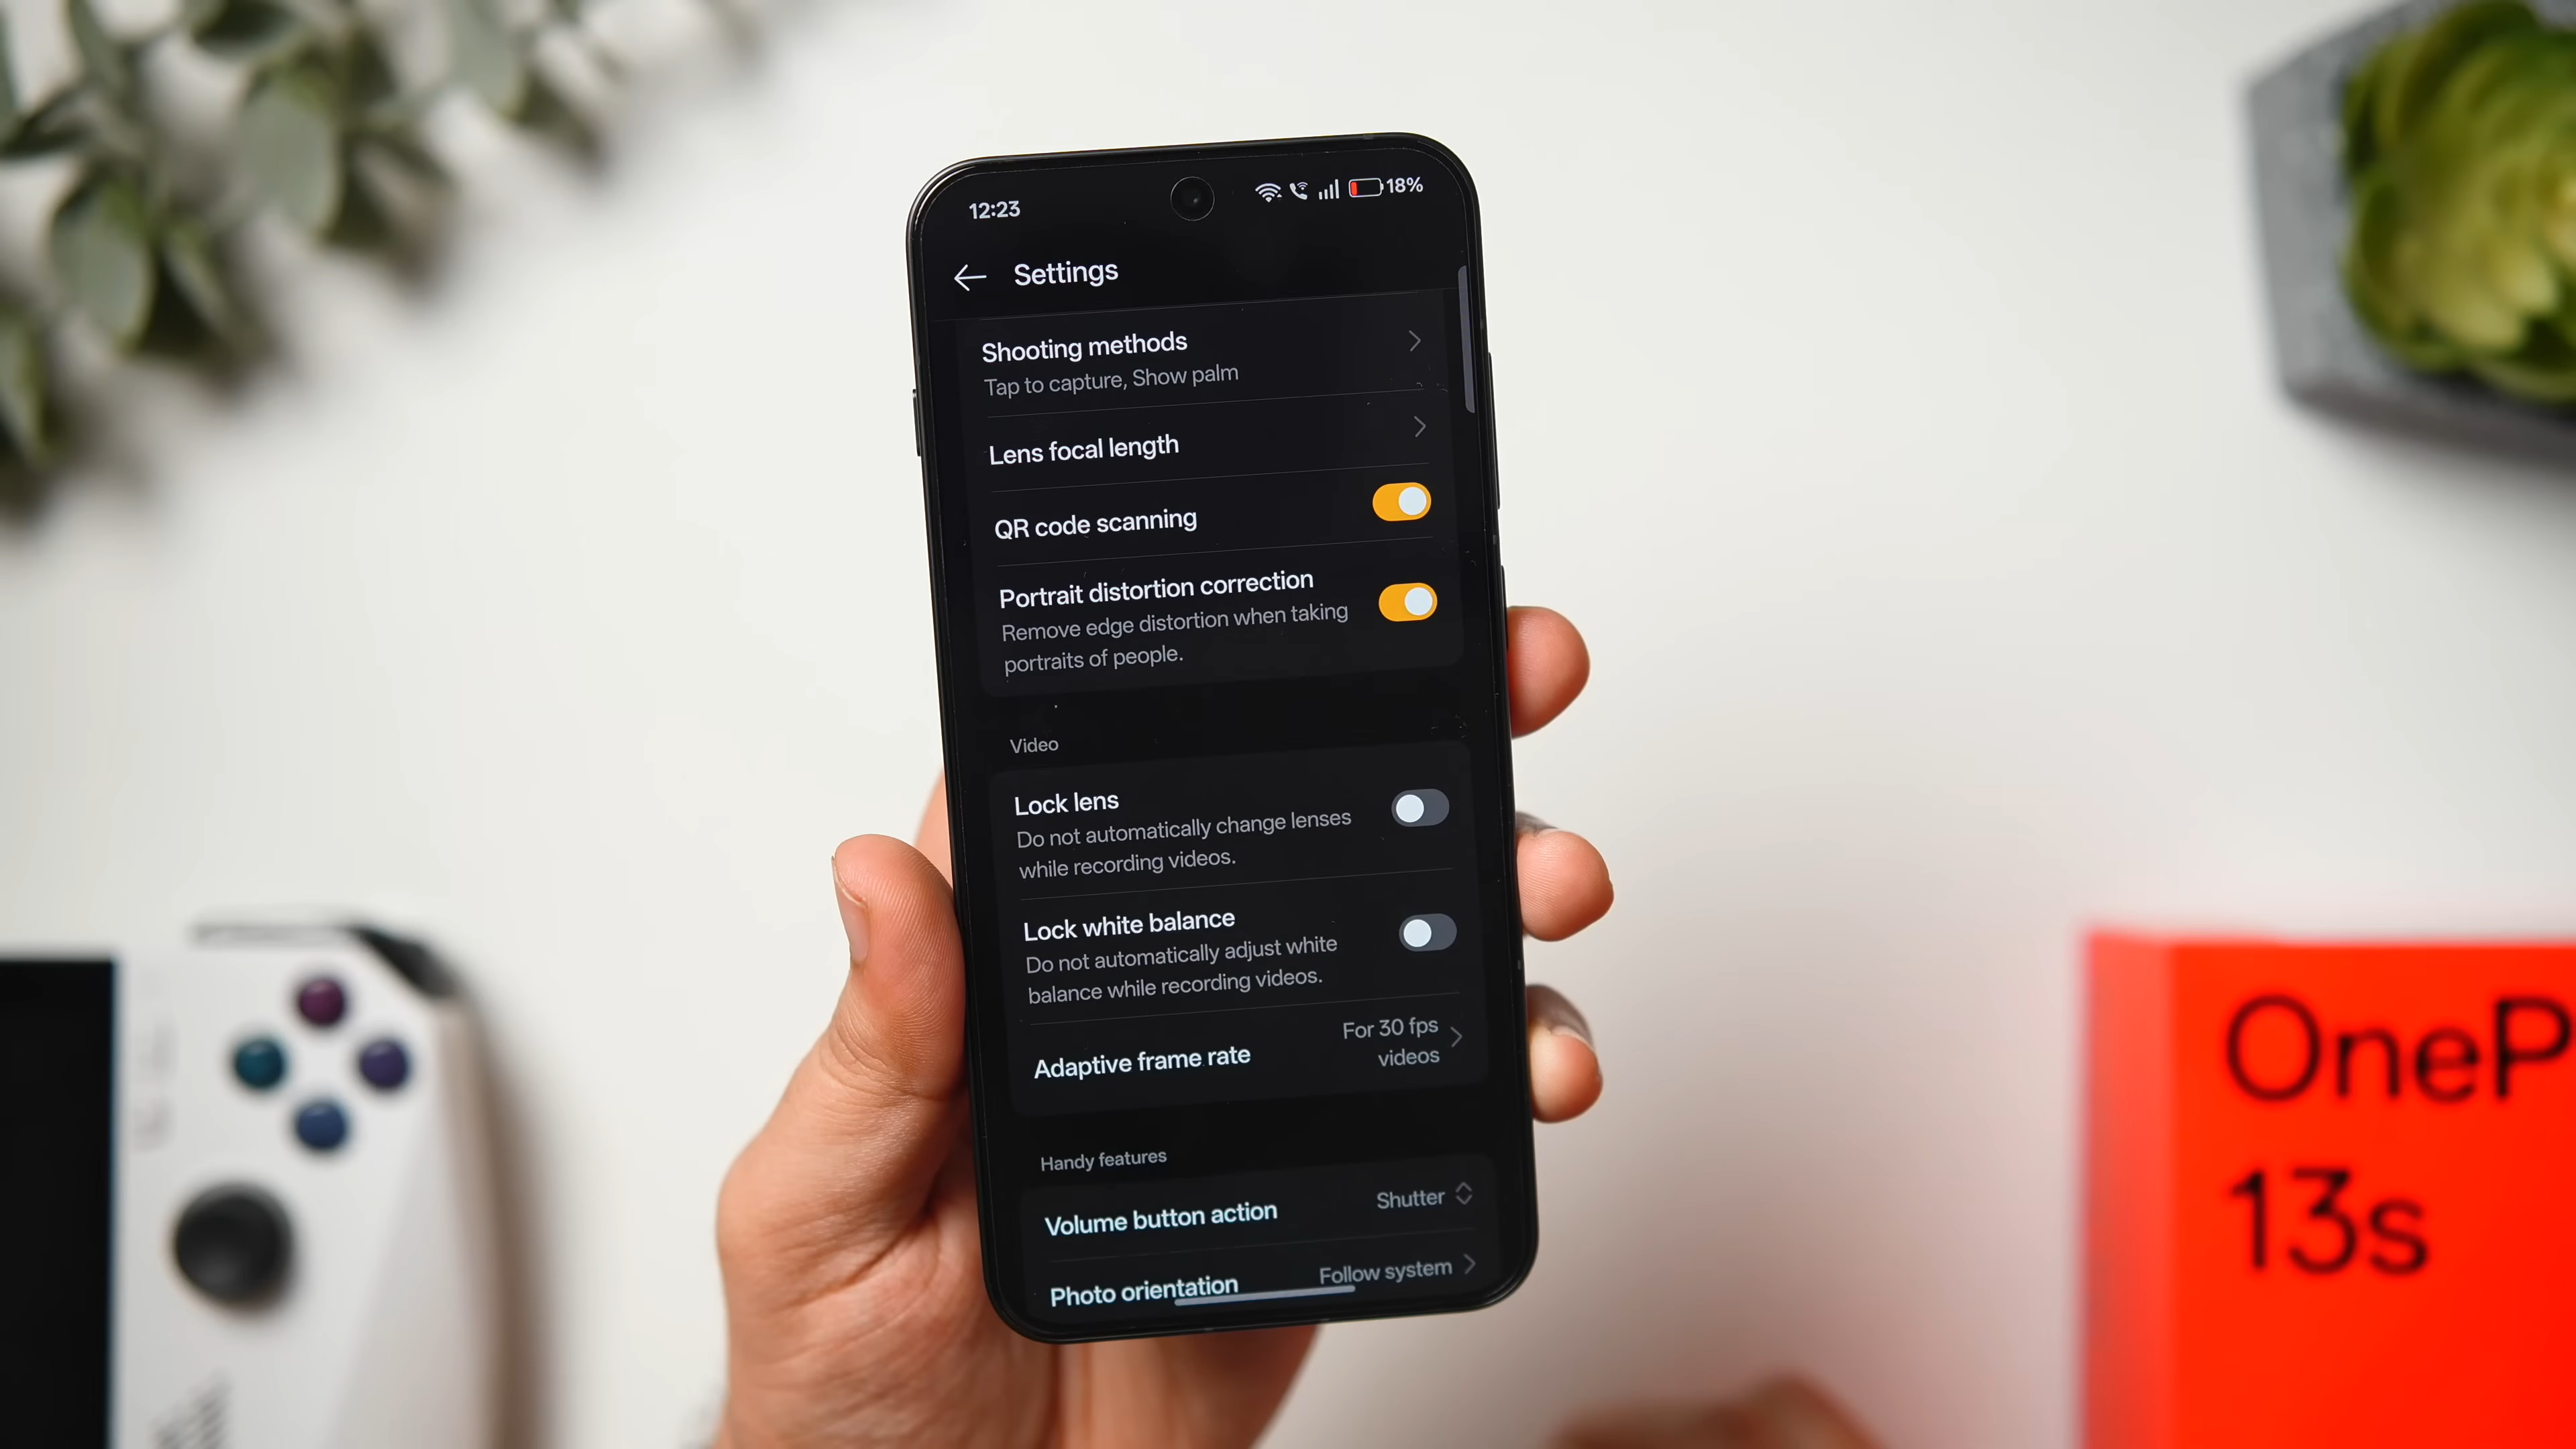 12:23
18%
Settings
Shooting methods
Tap to capture, Show palm
Lens focal length
QR code scanning
Portrait distortion correction
Remove edge distortion when taking
portraits of people.
Video
Lock lens
Do not automatically change lenses
while recording videos.
Lock white balance
Do not automatically adjust white
balance while recording videos.
Adaptive frame rate
For 30 fps
videos
Handy features
Volume button action
Shutter
Photo orientation
Follow system
OneP
13s